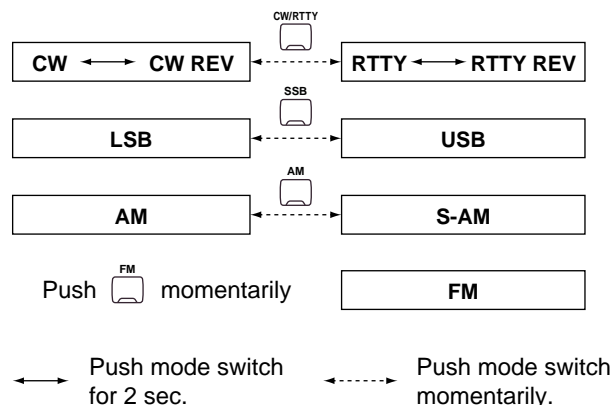 CW/RTTY
CW CW REV RTTY RTTY REV
SSB
LSB USB
AM
AM S-AM
FM
Push momentarily FM
Push mode switch for 2 sec.
Push mode switch momentarily.